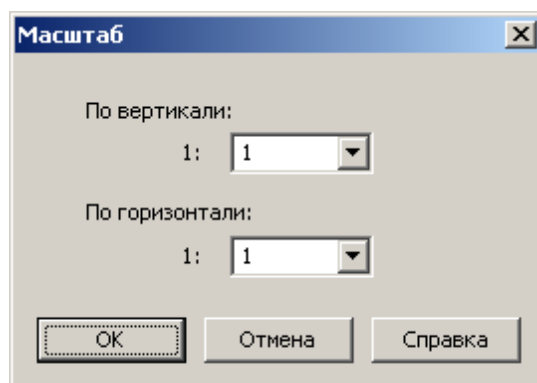 Масштаб
По вертикали:
1: 1
По горизонтали:
1: 1
OK Отмена Справка